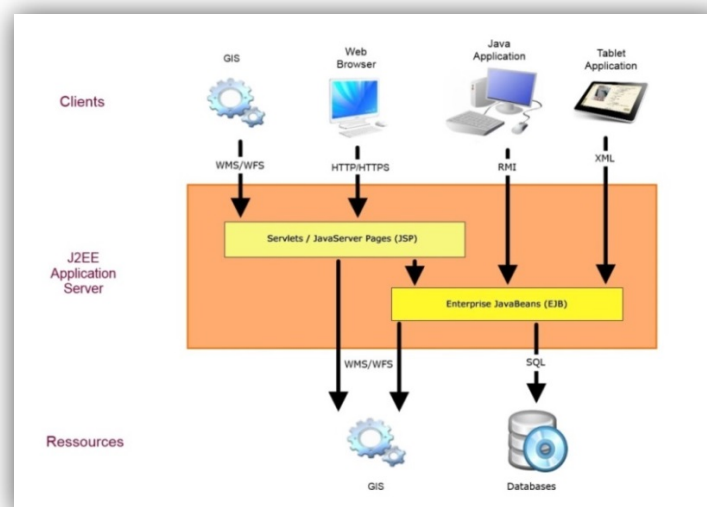 GIS
Web
Browser
Java
Application
Tablet
Application
Clients
WMS/WFS
HTTP/HTTPS
RMI
XML
Servlets / JavaServer Pages (JSP)
J2EE
Application
Server
Enterprise JavaBeans (EJB)
WMS/WFS
SQL
Ressources
GIS
Databases